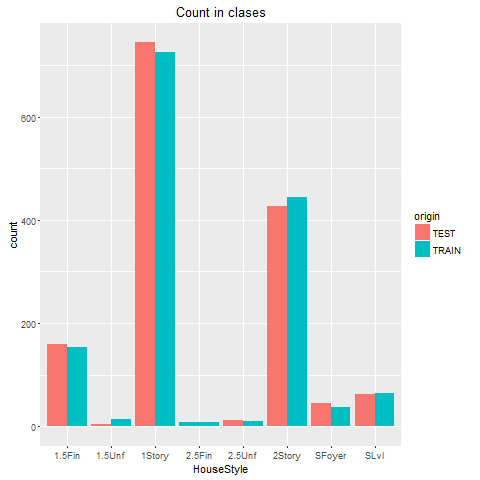 Count in clases
count
600
400
200
0
1.5Fin 1.5Unf 1Story 2.5Fin 2.5Unf 2Story SFoyer SLvl
HouseStyle
origin
TEST
TRAIN